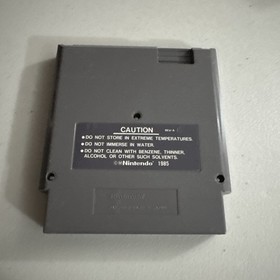 CAUTION
● DO NOT STORE IN EXTREME TEMPERATURES.
● DO NOT IMMERSE IN WATER.
● DO NOT CLEAN WITH BENZENE, THINNER,
ALCOHOL OR OTHER SUCH SOLVENTS.
©®Nintendo 1985